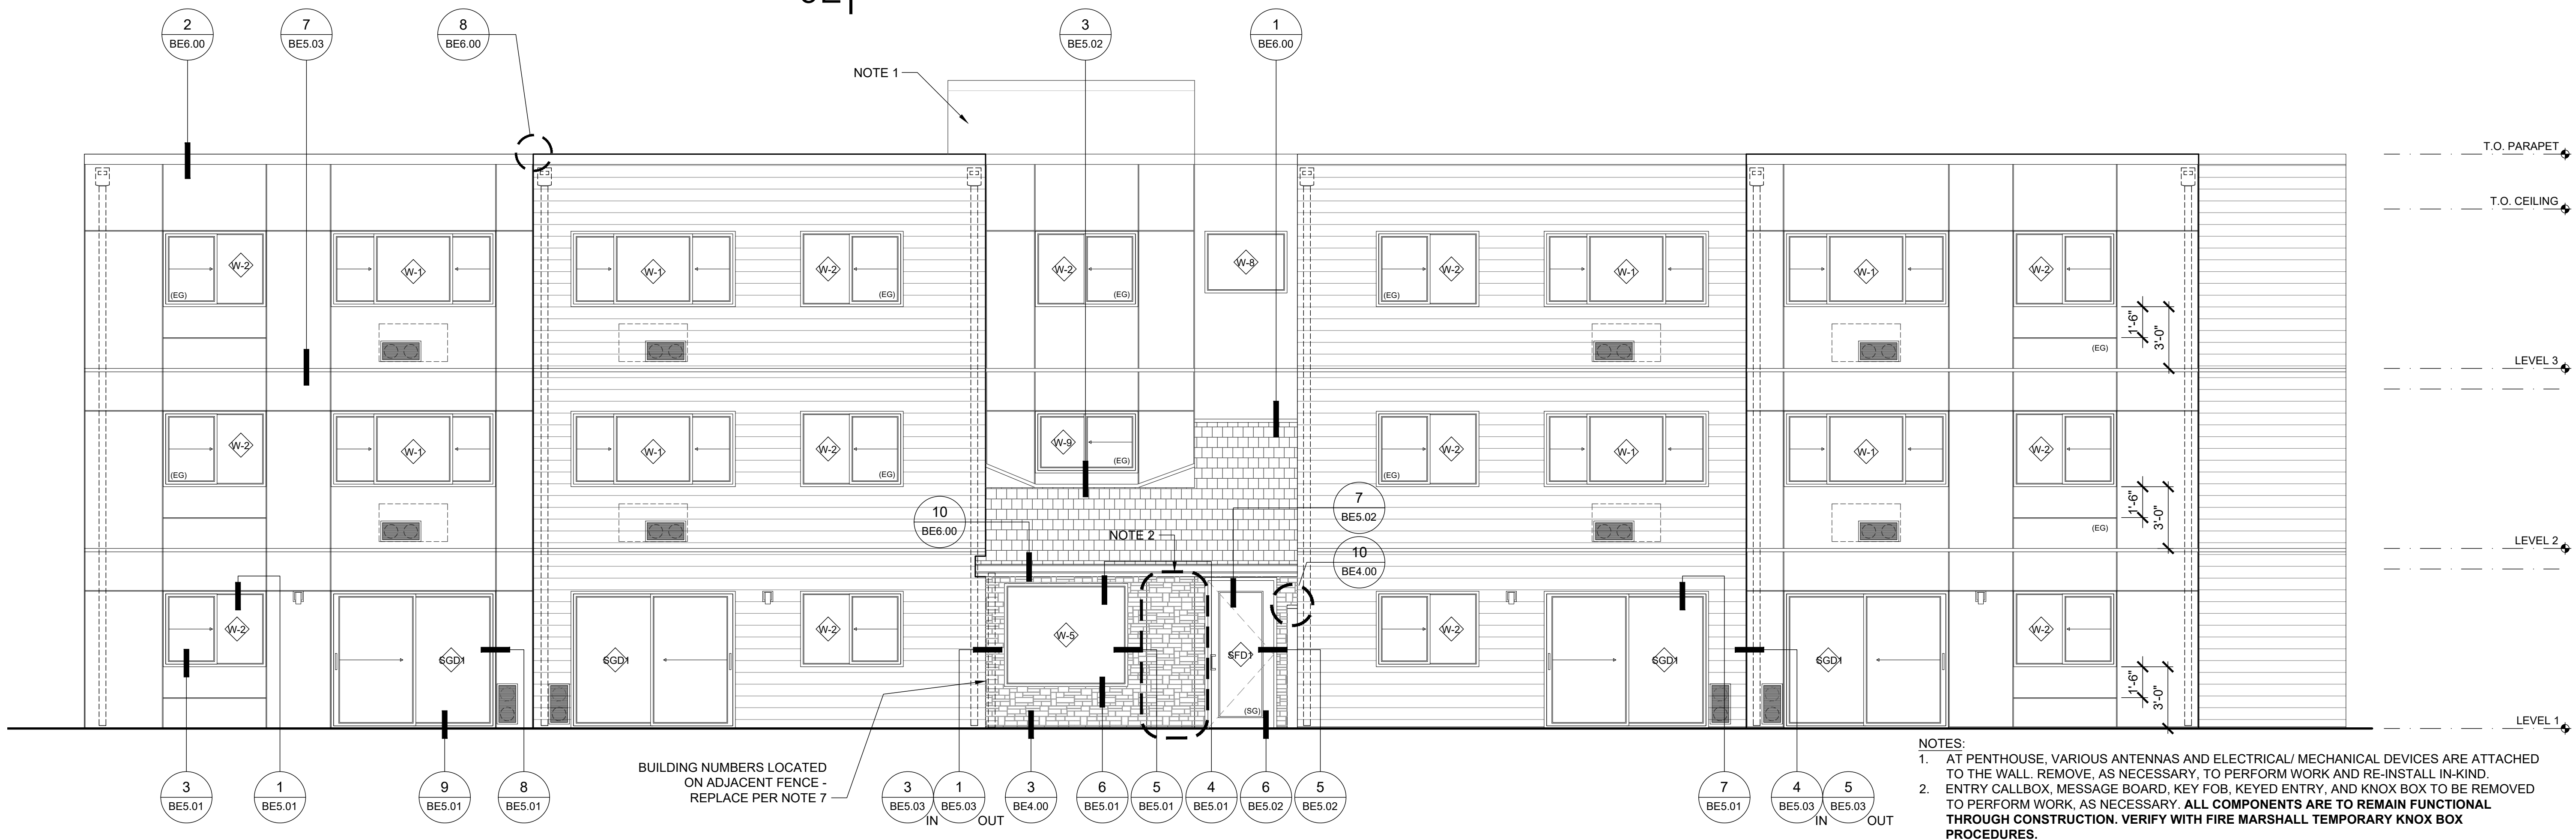 2
BE6.00
7
BE5.03
8
BE6.00
3
BE5.02
1
BE6.00
NOTE 1
T.O. PARAPET
T.O. CEILING
W-2
(EG)
W-1
W-1
W-2
(EG)
W-2
(EG)
W-8
W-2
(EG)
W-1
W-1
W-2
(EG)
1'-6"
3'-0"
LEVEL 3
W-2
(EG)
W-1
W-1
W-2
(EG)
W-9
(EG)
W-2
(EG)
W-1
W-1
W-2
(EG)
1'-6"
3'-0"
LEVEL 2
10
BE6.00
NOTE 2
7
BE5.02
10
BE4.00
W-2
SGD1
SGD1
W-2
W-5
SFD1
(SG)
W-2
SGD1
SGD1
W-2
1'-6"
3'-0"
LEVEL 1
BUILDING NUMBERS LOCATED
ON ADJACENT FENCE -
REPLACE PER NOTE 7
3
BE5.01
1
BE5.01
9
BE5.01
8
BE5.01
3
BE5.03
IN
1
BE5.03
OUT
3
BE4.00
6
BE5.01
5
BE5.01
4
BE5.01
6
BE5.02
5
BE5.02
7
BE5.01
4
BE5.03
IN
5
BE5.03
OUT
NOTES:
1. AT PENTHOUSE, VARIOUS ANTENNAS AND ELECTRICAL/ MECHANICAL DEVICES ARE ATTACHED
TO THE WALL. REMOVE, AS NECESSARY, TO PERFORM WORK AND RE-INSTALL IN-KIND.
2. ENTRY CALLBOX, MESSAGE BOARD, KEY FOB, KEYED ENTRY, AND KNOX BOX TO BE REMOVED
TO PERFORM WORK, AS NECESSARY. ALL COMPONENTS ARE TO REMAIN FUNCTIONAL
THROUGH CONSTRUCTION. VERIFY WITH FIRE MARSHALL TEMPORARY KNOX BOX
PROCEDURES.